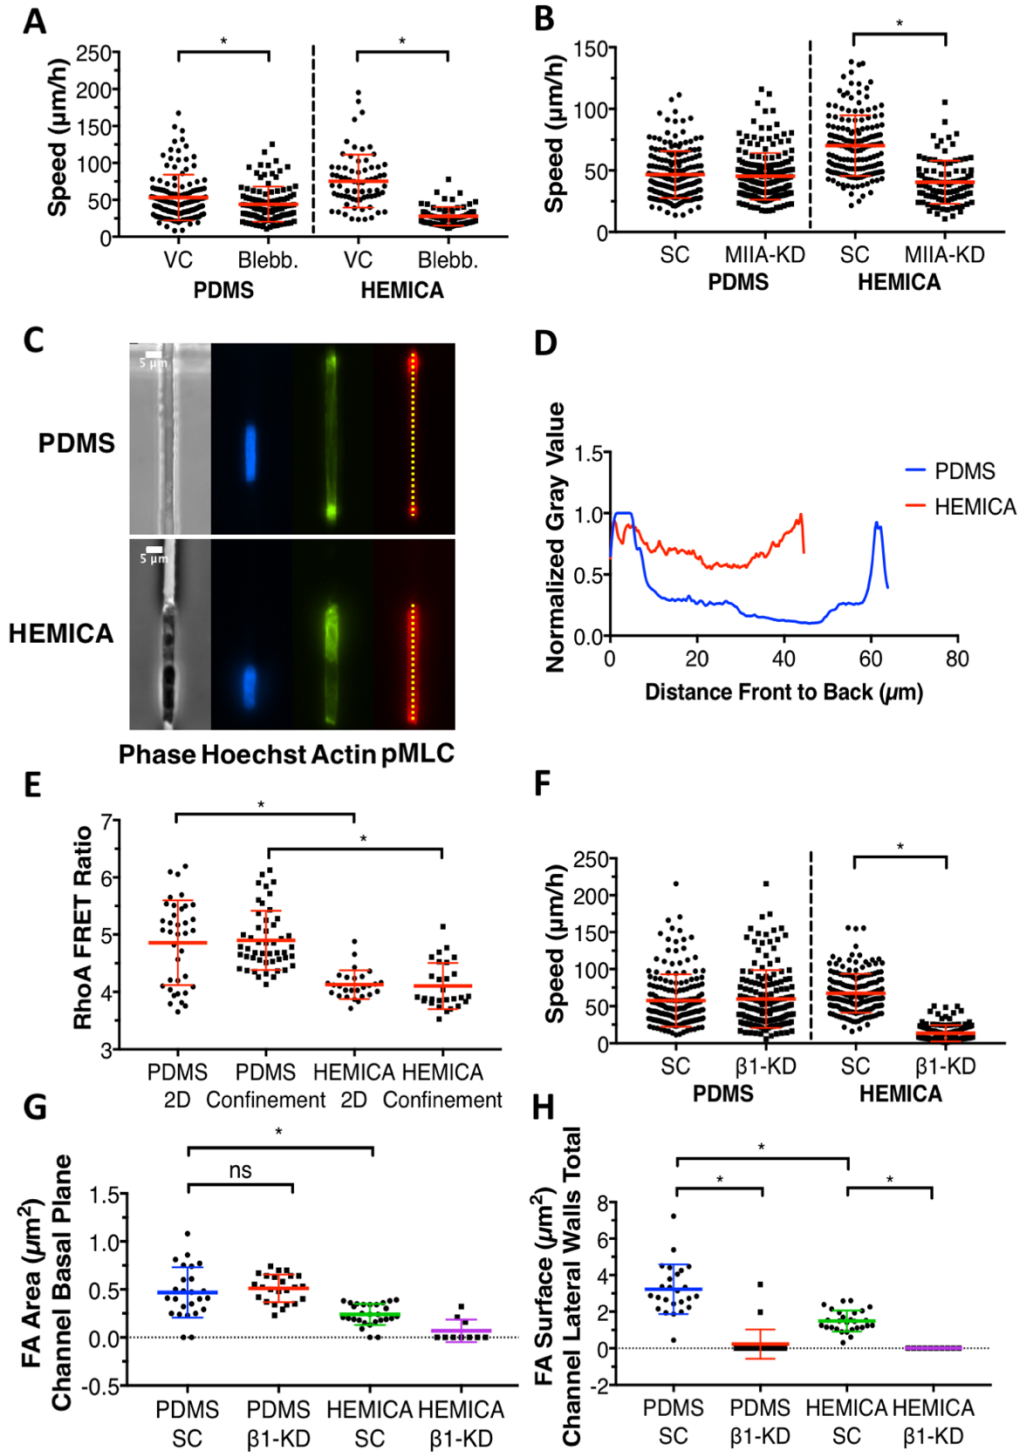 A
Speed (µm/h)
250
200
150
100
50
0
*
*
VC Blebb. VC Blebb.
PDMS HEMICA
B
Speed (µm/h)
150
100
50
0
*
SC MIIA-KD SC MIIA-KD
PDMS HEMICA
C
5 µm
PDMS
5 µm
HEMICA
Phase Hoechst Actin pMLC
D
Normalized Gray Value
1.5
1.0
0.5
0.0
PDMS
HEMICA
0 20 40 60 80
Distance Front to Back (µm)
E
RhoA FRET Ratio
7
6
5
4
3
*
*
PDMS PDMS HEMICA HEMICA
2D Confinement 2D Confinement
F
Speed (µm/h)
250
200
150
100
50
0
*
SC β1-KD SC β1-KD
PDMS HEMICA
G
FA Area (µm²)
Channel Basal Plane
1.5
1.0
0.5
0.0
-0.5
*
ns
PDMS PDMS HEMICA HEMICA
SC β1-KD SC β1-KD
H
FA Surface (µm²)
Channel Lateral Walls Total
8
6
4
2
0
-2
*
*
*
PDMS PDMS HEMICA HEMICA
SC β1-KD SC β1-KD